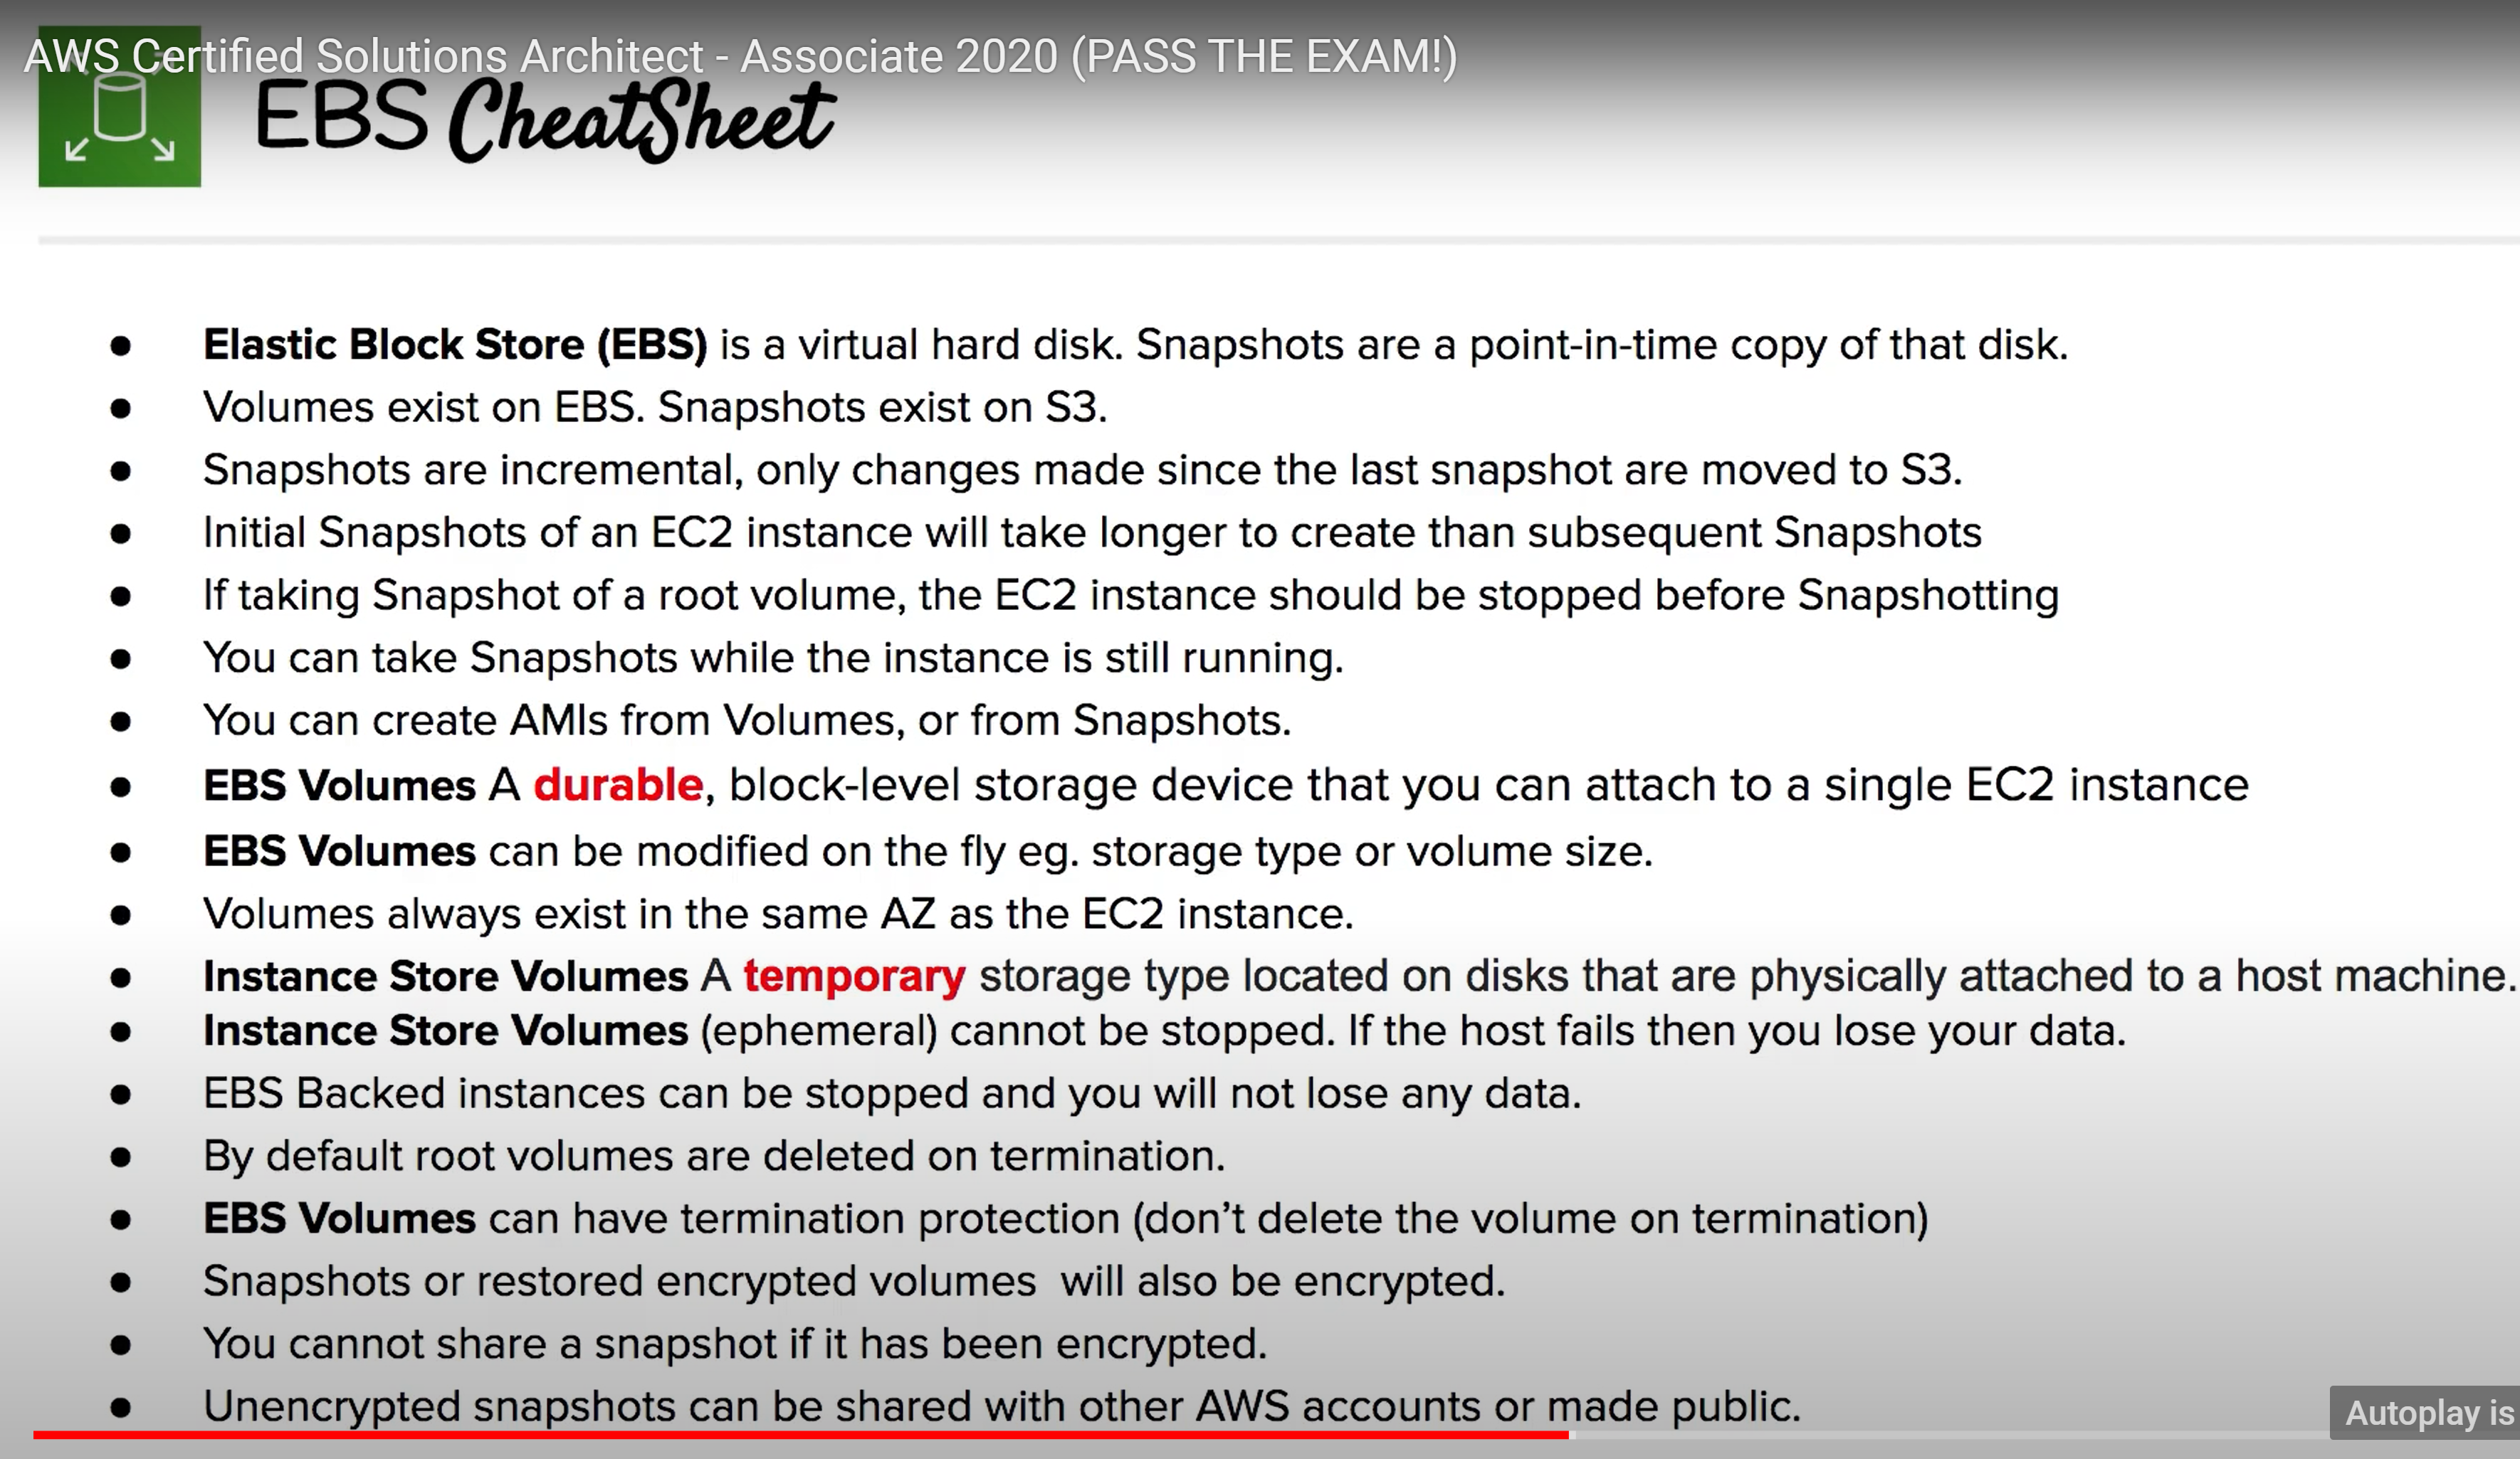 AWS Certified Solutions Architect - Associate 2020 (PASS THE EXAM!)
EBS CheatSheet
● Elastic Block Store (EBS) is a virtual hard disk. Snapshots are a point-in-time copy of that disk.
● Volumes exist on EBS. Snapshots exist on S3.
● Snapshots are incremental, only changes made since the last snapshot are moved to S3.
● Initial Snapshots of an EC2 instance will take longer to create than subsequent Snapshots
● If taking Snapshot of a root volume, the EC2 instance should be stopped before Snapshotting
● You can take Snapshots while the instance is still running.
● You can create AMIs from Volumes, or from Snapshots.
● EBS Volumes A durable, block-level storage device that you can attach to a single EC2 instance
● EBS Volumes can be modified on the fly eg. storage type or volume size.
● Volumes always exist in the same AZ as the EC2 instance.
● Instance Store Volumes A temporary storage type located on disks that are physically attached to a host machine.
● Instance Store Volumes (ephemeral) cannot be stopped. If the host fails then you lose your data.
● EBS Backed instances can be stopped and you will not lose any data.
● By default root volumes are deleted on termination.
● EBS Volumes can have termination protection (don’t delete the volume on termination)
● Snapshots or restored encrypted volumes  will also be encrypted.
● You cannot share a snapshot if it has been encrypted.
● Unencrypted snapshots can be shared with other AWS accounts or made public.
Autoplay is